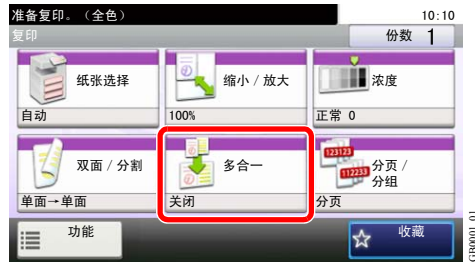 准备复印。（全色）
10:10
复印
份数 1
纸张选择
自动
缩小 / 放大
100%
浓度
正常 0
双面 / 分割
单面→单面
多合一
关闭
123123
112233
分页 /
分组
分页
功能
收藏